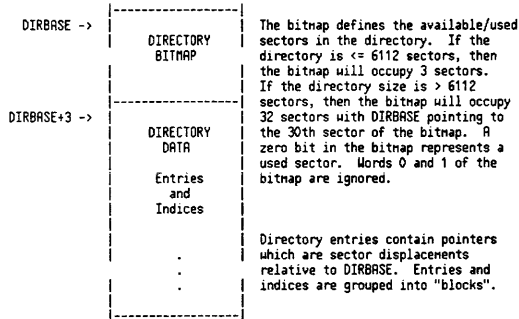 DIRBASE ->
DIRECTORY
BITMAP
The bitmap defines the available/used
sectors in the directory. If the
directory is <= 6112 sectors, then
the bitmap will occupy 3 sectors.
If the directory size is > 6112
sectors, then the bitmap will occupy
32 sectors with DIRBASE pointing to
the 30th sector of the bitmap. A
zero bit in the bitmap represents a
used sector. Words 0 and 1 of the
bitmap are ignored.
DIRBASE+3 ->
DIRECTORY
DATA
Entries
and
Indices
.
.
.
Directory entries contain pointers
which are sector displacements
relative to DIRBASE. Entries and
indices are grouped into "blocks".